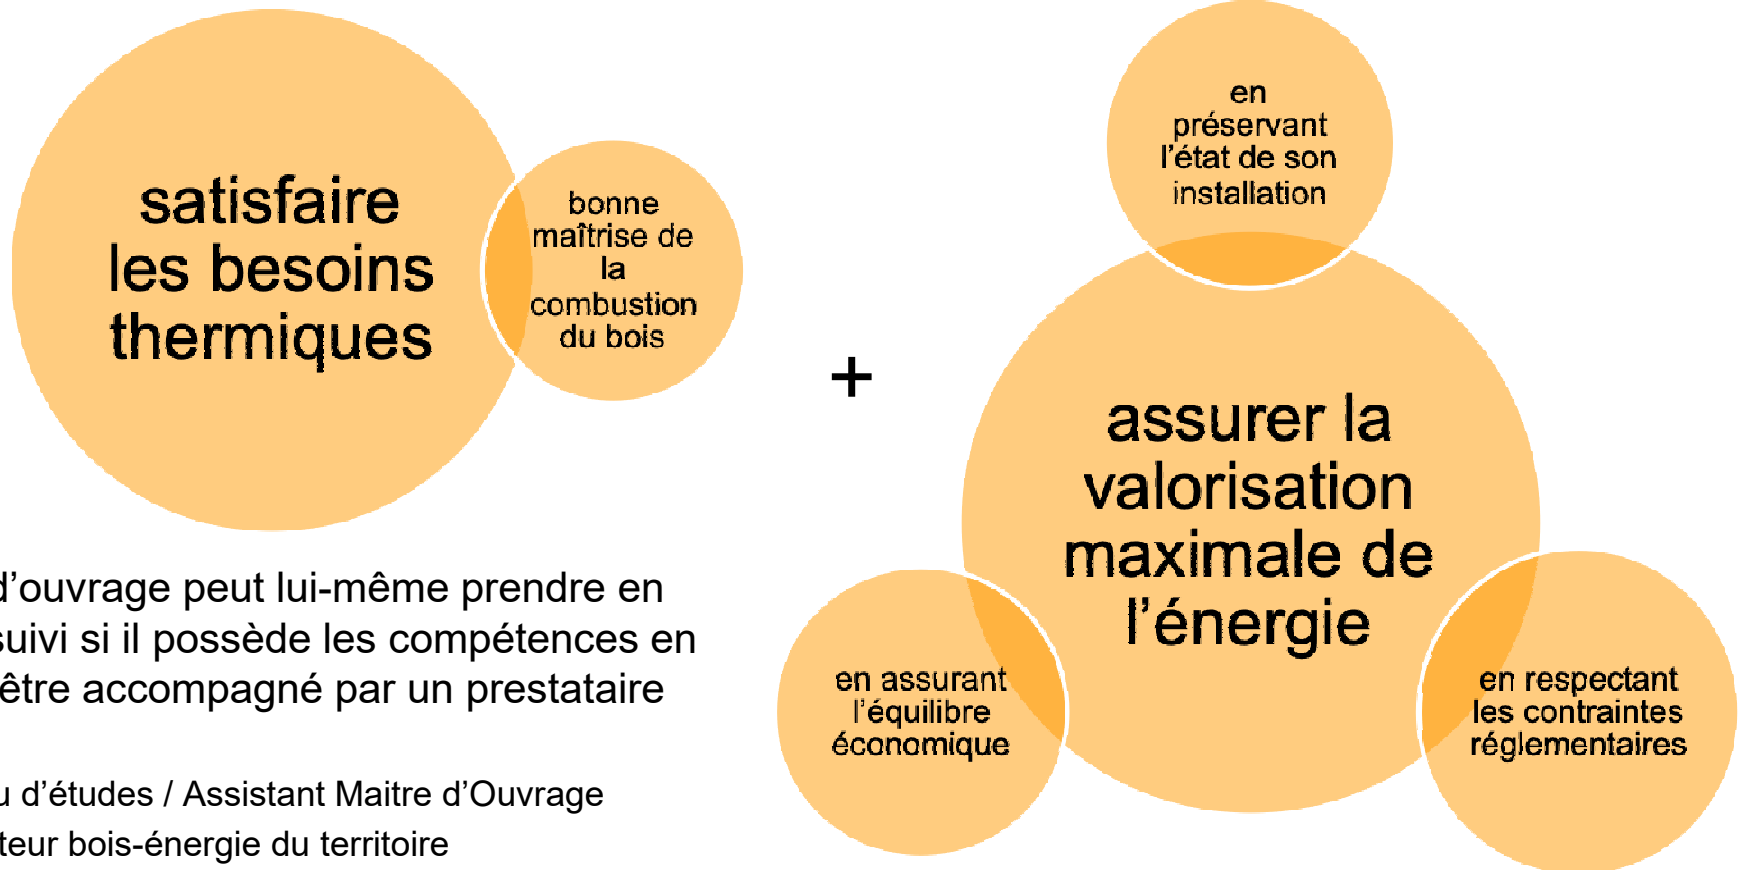 satisfaire
les besoins
thermiques
bonne
maîtrise de
la
combustion
du bois
+
en
préservant
l'état de son
installation
assurer la
valorisation
maximale de
l'énergie
en assurant
l'équilibre
économique
en respectant
les contraintes
réglementaires
d'ouvrage peut lui-même prendre en
suivi si il possède les compétences en
être accompagné par un prestataire
u d'études / Assistant Maitre d'Ouvrage
teur bois-énergie du territoire